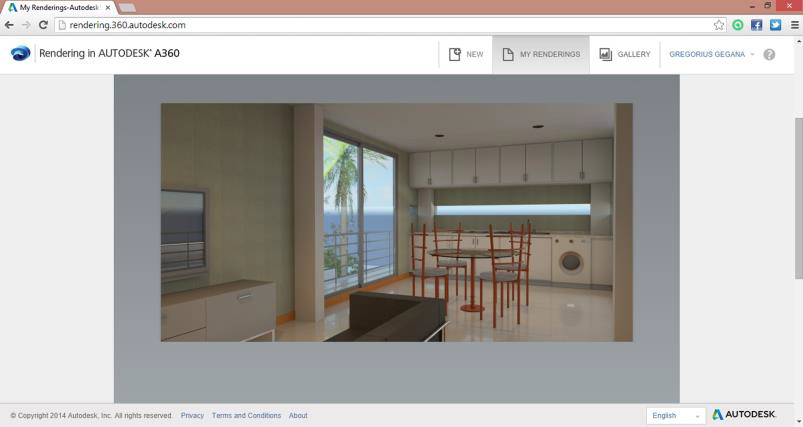 My Renderings-Autodesk
rendering.360.autodesk.com
Rendering in AUTODESK® A360
NEW
MY RENDERINGS
GALLERY
GREGORIUS GEGANA
?
© Copyright 2014 Autodesk, Inc. All rights reserved. Privacy Terms and Conditions About
English
AUTODESK.